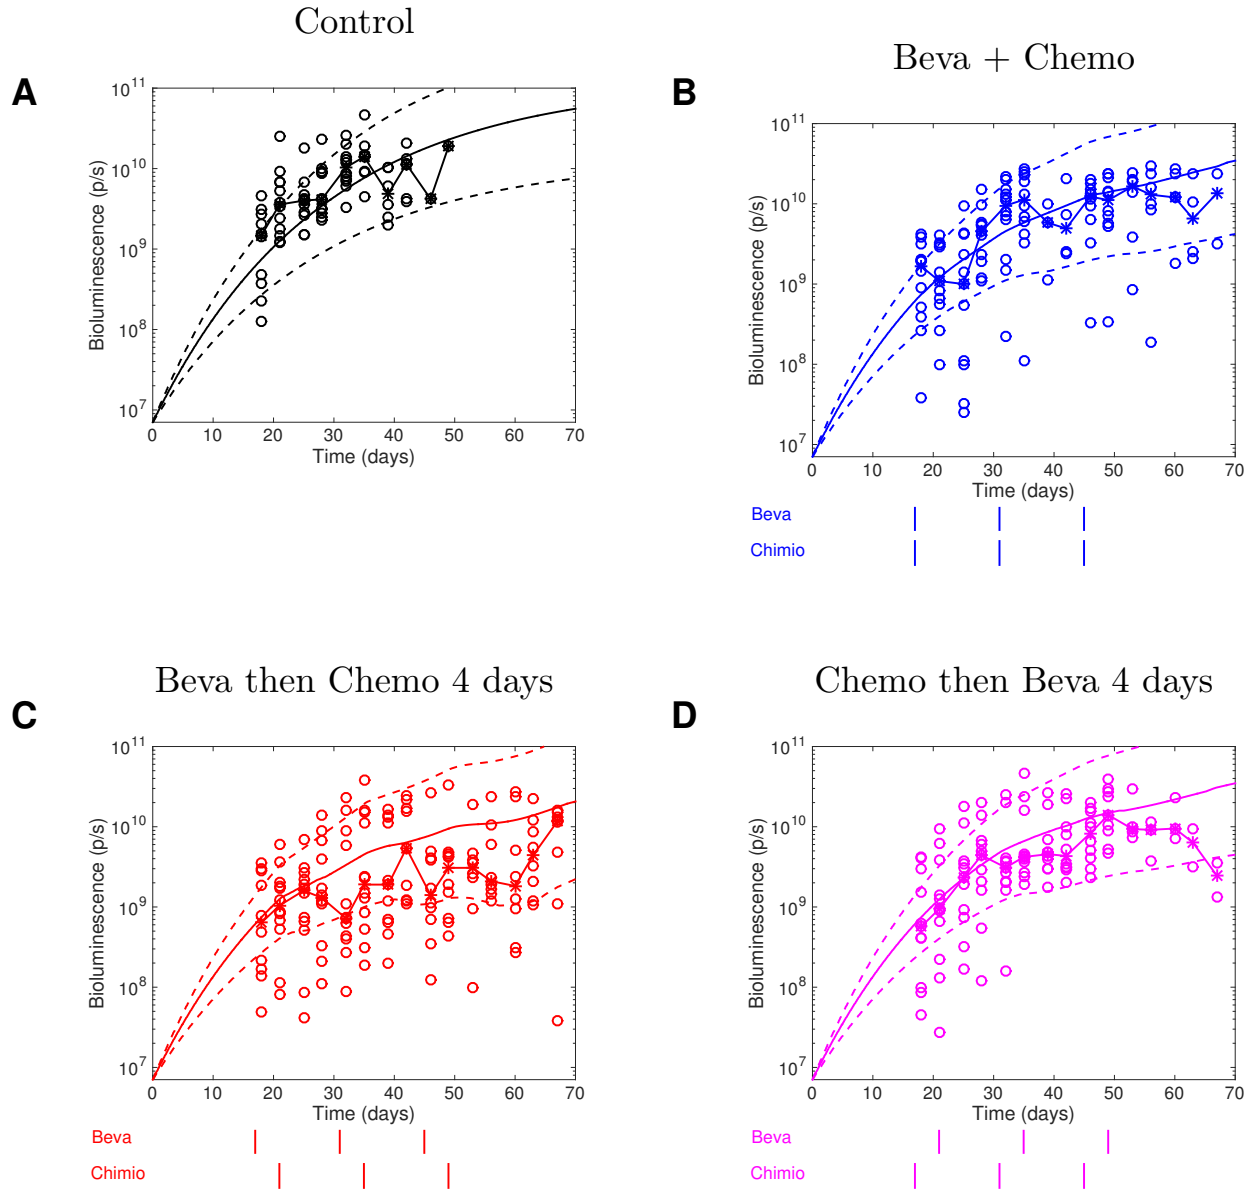 Control
A
Bioluminescence (p/s)
10^11
10^10
10^9
10^8
10^7
0 10 20 30 40 50 60 70
Time (days)
Beva + Chemo
B
Bioluminescence (p/s)
10^11
10^10
10^9
10^8
10^7
0 10 20 30 40 50 60 70
Time (days)
Beva
Chimio
Beva then Chemo 4 days
C
Bioluminescence (p/s)
10^11
10^10
10^9
10^8
10^7
0 10 20 30 40 50 60 70
Time (days)
Beva
Chimio
Chemo then Beva 4 days
D
Bioluminescence (p/s)
10^11
10^10
10^9
10^8
10^7
0 10 20 30 40 50 60 70
Time (days)
Beva
Chimio